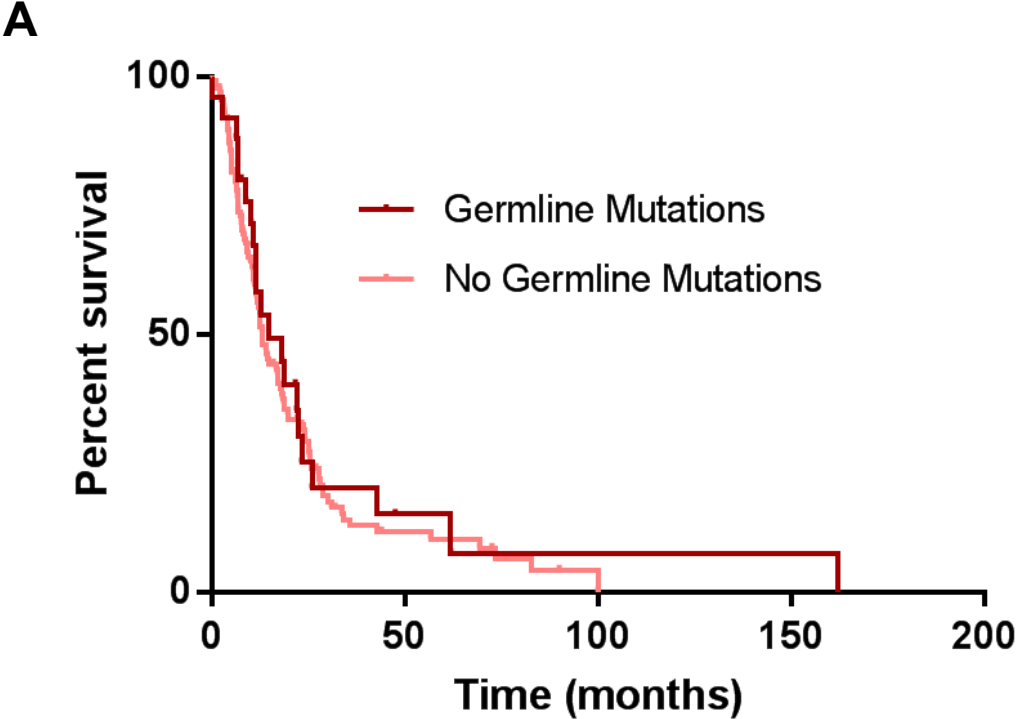 A
100
50
0
Percent survival
Germline Mutations
No Germline Mutations
0 50 100 150 200
Time (months)